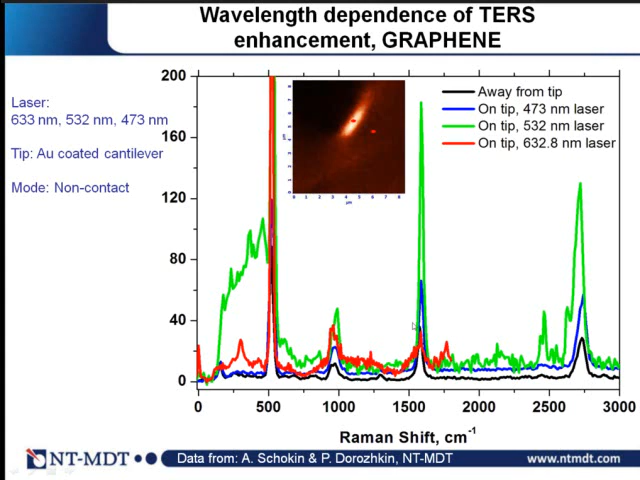 Wavelength dependence of TERS
enhancement, GRAPHENE
Laser:
633 nm, 532 nm, 473 nm
Tip: Au coated cantilever
Mode: Non-contact
Away from tip
On tip, 473 nm laser
On tip, 532 nm laser
On tip, 632.8 nm laser
200
160
120
80
40
0
0 500 1000 1500 2000 2500 3000
Raman Shift, cm-1
NT-MDT
Data from: A. Schokin & P. Dorozhkin, NT-MDT
www.ntmdt.com